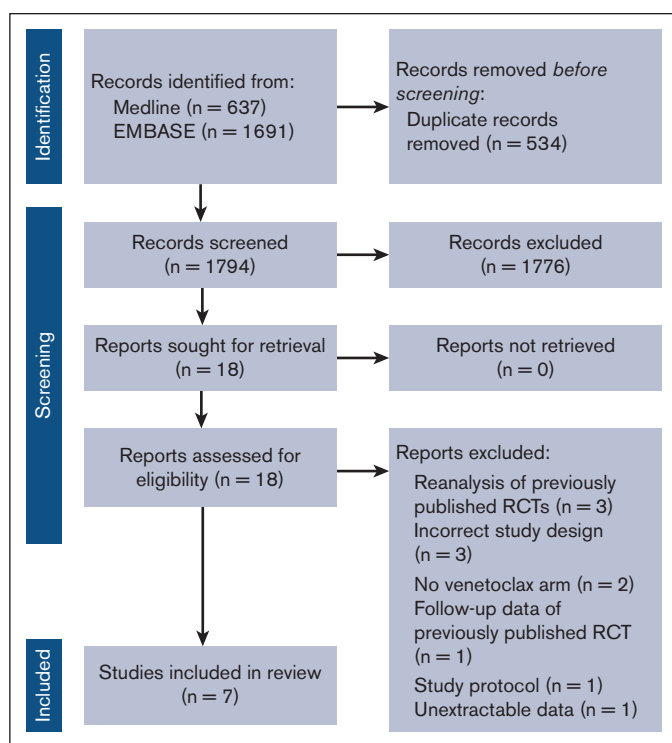 Identification
Records identified from:
Medline (n = 637)
EMBASE (n = 1691)
Records removed before
screening:
Duplicate records
removed (n = 534)
Screening
Records screened
(n = 1794)
Records excluded
(n = 1776)
Reports sought for retrieval
(n = 18)
Reports not retrieved
(n = 0)
Reports assessed for
eligibility (n = 18)
Reports excluded:
Reanalysis of previously
published RCTs (n = 3)
Incorrect study design
(n = 3)
No venetoclax arm (n = 2)
Follow-up data of
previously published RCT
(n = 1)
Study protocol (n = 1)
Unextractable data (n = 1)
Included
Studies included in review
(n = 7)